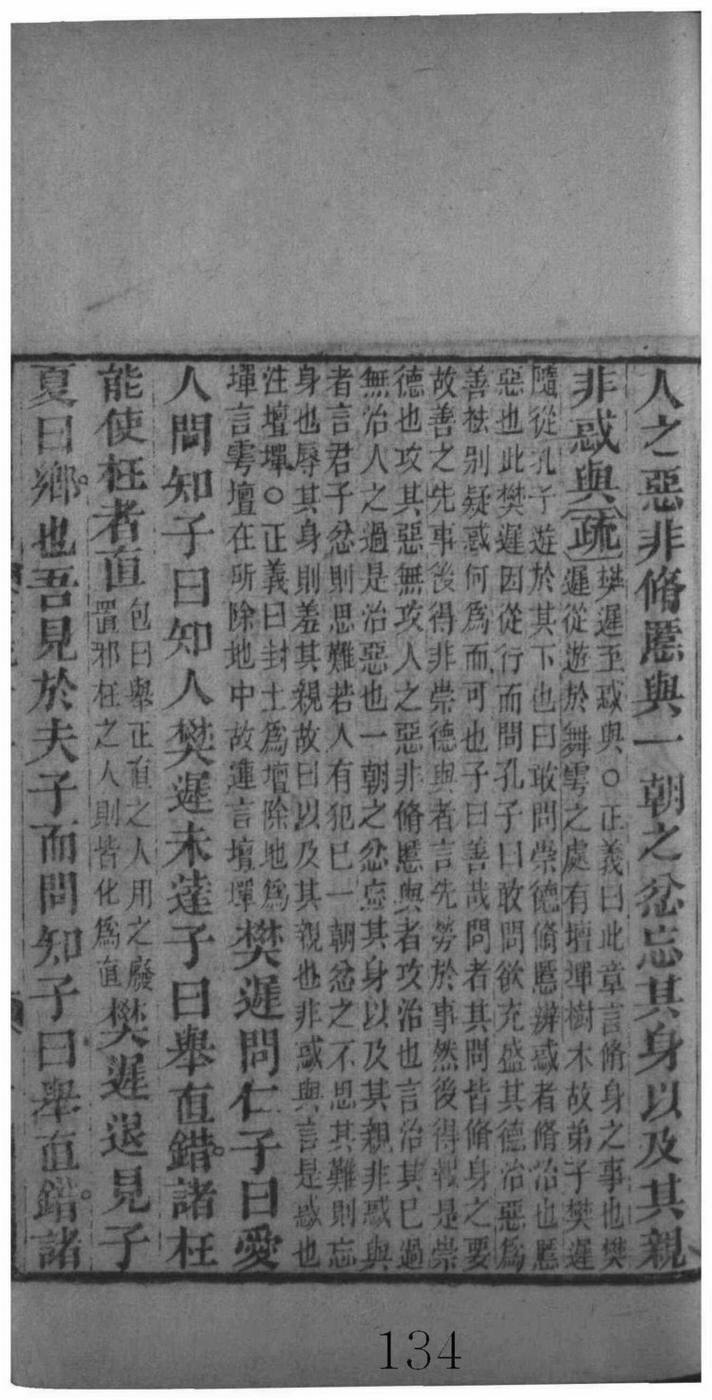 人之惡非脩慝與一朝之忿忘其身以及其親
非惑與疏樊遲至惑與○正義曰此章言脩身之事也樊
遲從遊於舞雩之處有壇墠樹木故弟子樊遲
隨從孔子遊於其下也曰敢問崇德脩慝辨惑者脩治也慝
惡也此樊遲因從行而問孔子曰敢問欲充盛其德治惡爲
善袪别疑惑何爲而可也子曰善哉問者其問皆脩身之要
故善之先事後得非崇德與者言先勞於事然後得報是崇
德也攻其惡無攻人之惡非脩慝與者攻治也言治其已過
無治人之過是治惡也一朝之忿忘其身以及其親非惑與
者言君子忿則思難若人有犯已一朝忿之不思其難則忘
身也辱其身則羞其親故曰以及其親也非惑與言是惑也
注壇墠○正義曰封土爲壇除地爲
墠言雩壇在所除地中故連言壇墠樊遲問仁子曰愛
人問知子曰知人樊遲未達子曰舉直錯。諸枉
能使枉者直包曰舉正直之人用之廢
置邪枉之人則皆化爲直樊遲退見子
夏曰鄉。也吾見於夫子而問知子曰舉直錯。諸
134